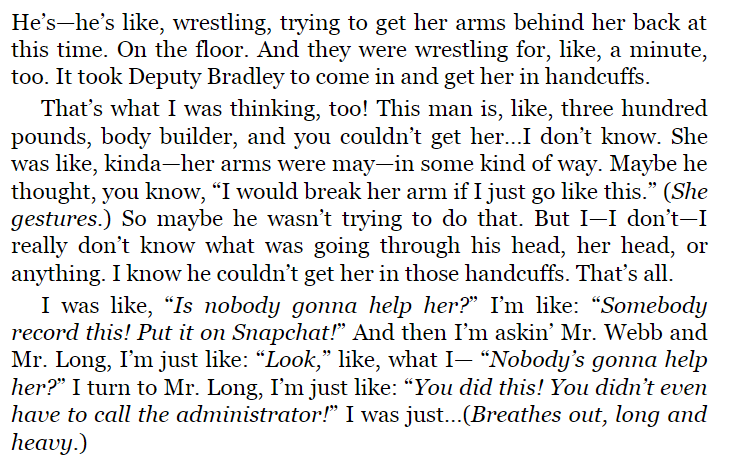 He’s—he’s like, wrestling, trying to get her arms behind her back at
this time. On the floor. And they were wrestling for, like, a minute,
too. It took Deputy Bradley to come in and get her in handcuffs.
That’s what I was thinking, too! This man is, like, three hundred
pounds, body builder, and you couldn’t get her...I don’t know. She
was like, kinda—her arms were may—in some kind of way. Maybe he
thought, you know, “I would break her arm if I just go like this.” (She
gestures.) So maybe he wasn’t trying to do that. But I—I don’t—I
really don’t know what was going through his head, her head, or
anything. I know he couldn’t get her in those handcuffs. That’s all.
I was like, “Is nobody gonna help her?” I’m like: “Somebody
record this! Put it on Snapchat!” And then I’m askin’ Mr. Webb and
Mr. Long, I’m just like: “Look,” like, what I— “Nobody’s gonna help
her?” I turn to Mr. Long, I’m just like: “You did this! You didn’t even
have to call the administrator!” I was just...(Breathes out, long and
heavy.)